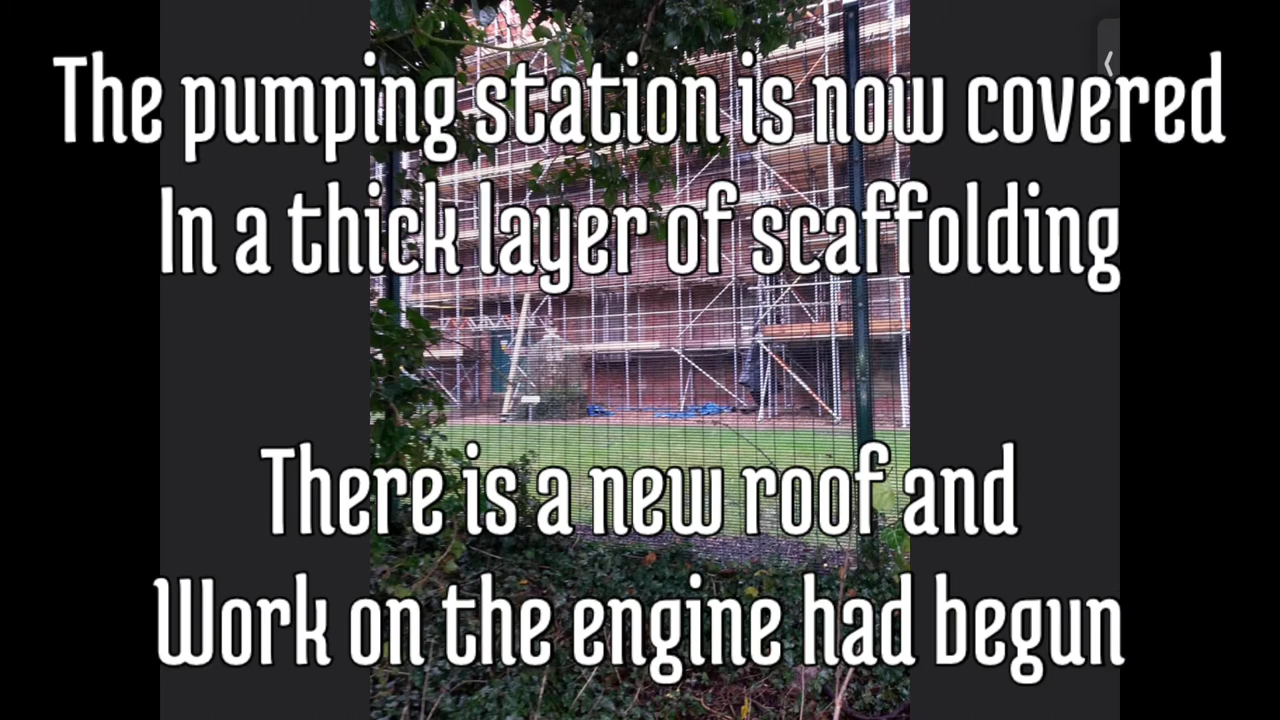 The pumping station is now covered
In a thick layer of scaffolding
There is a new roof and
Work on the engine had begun